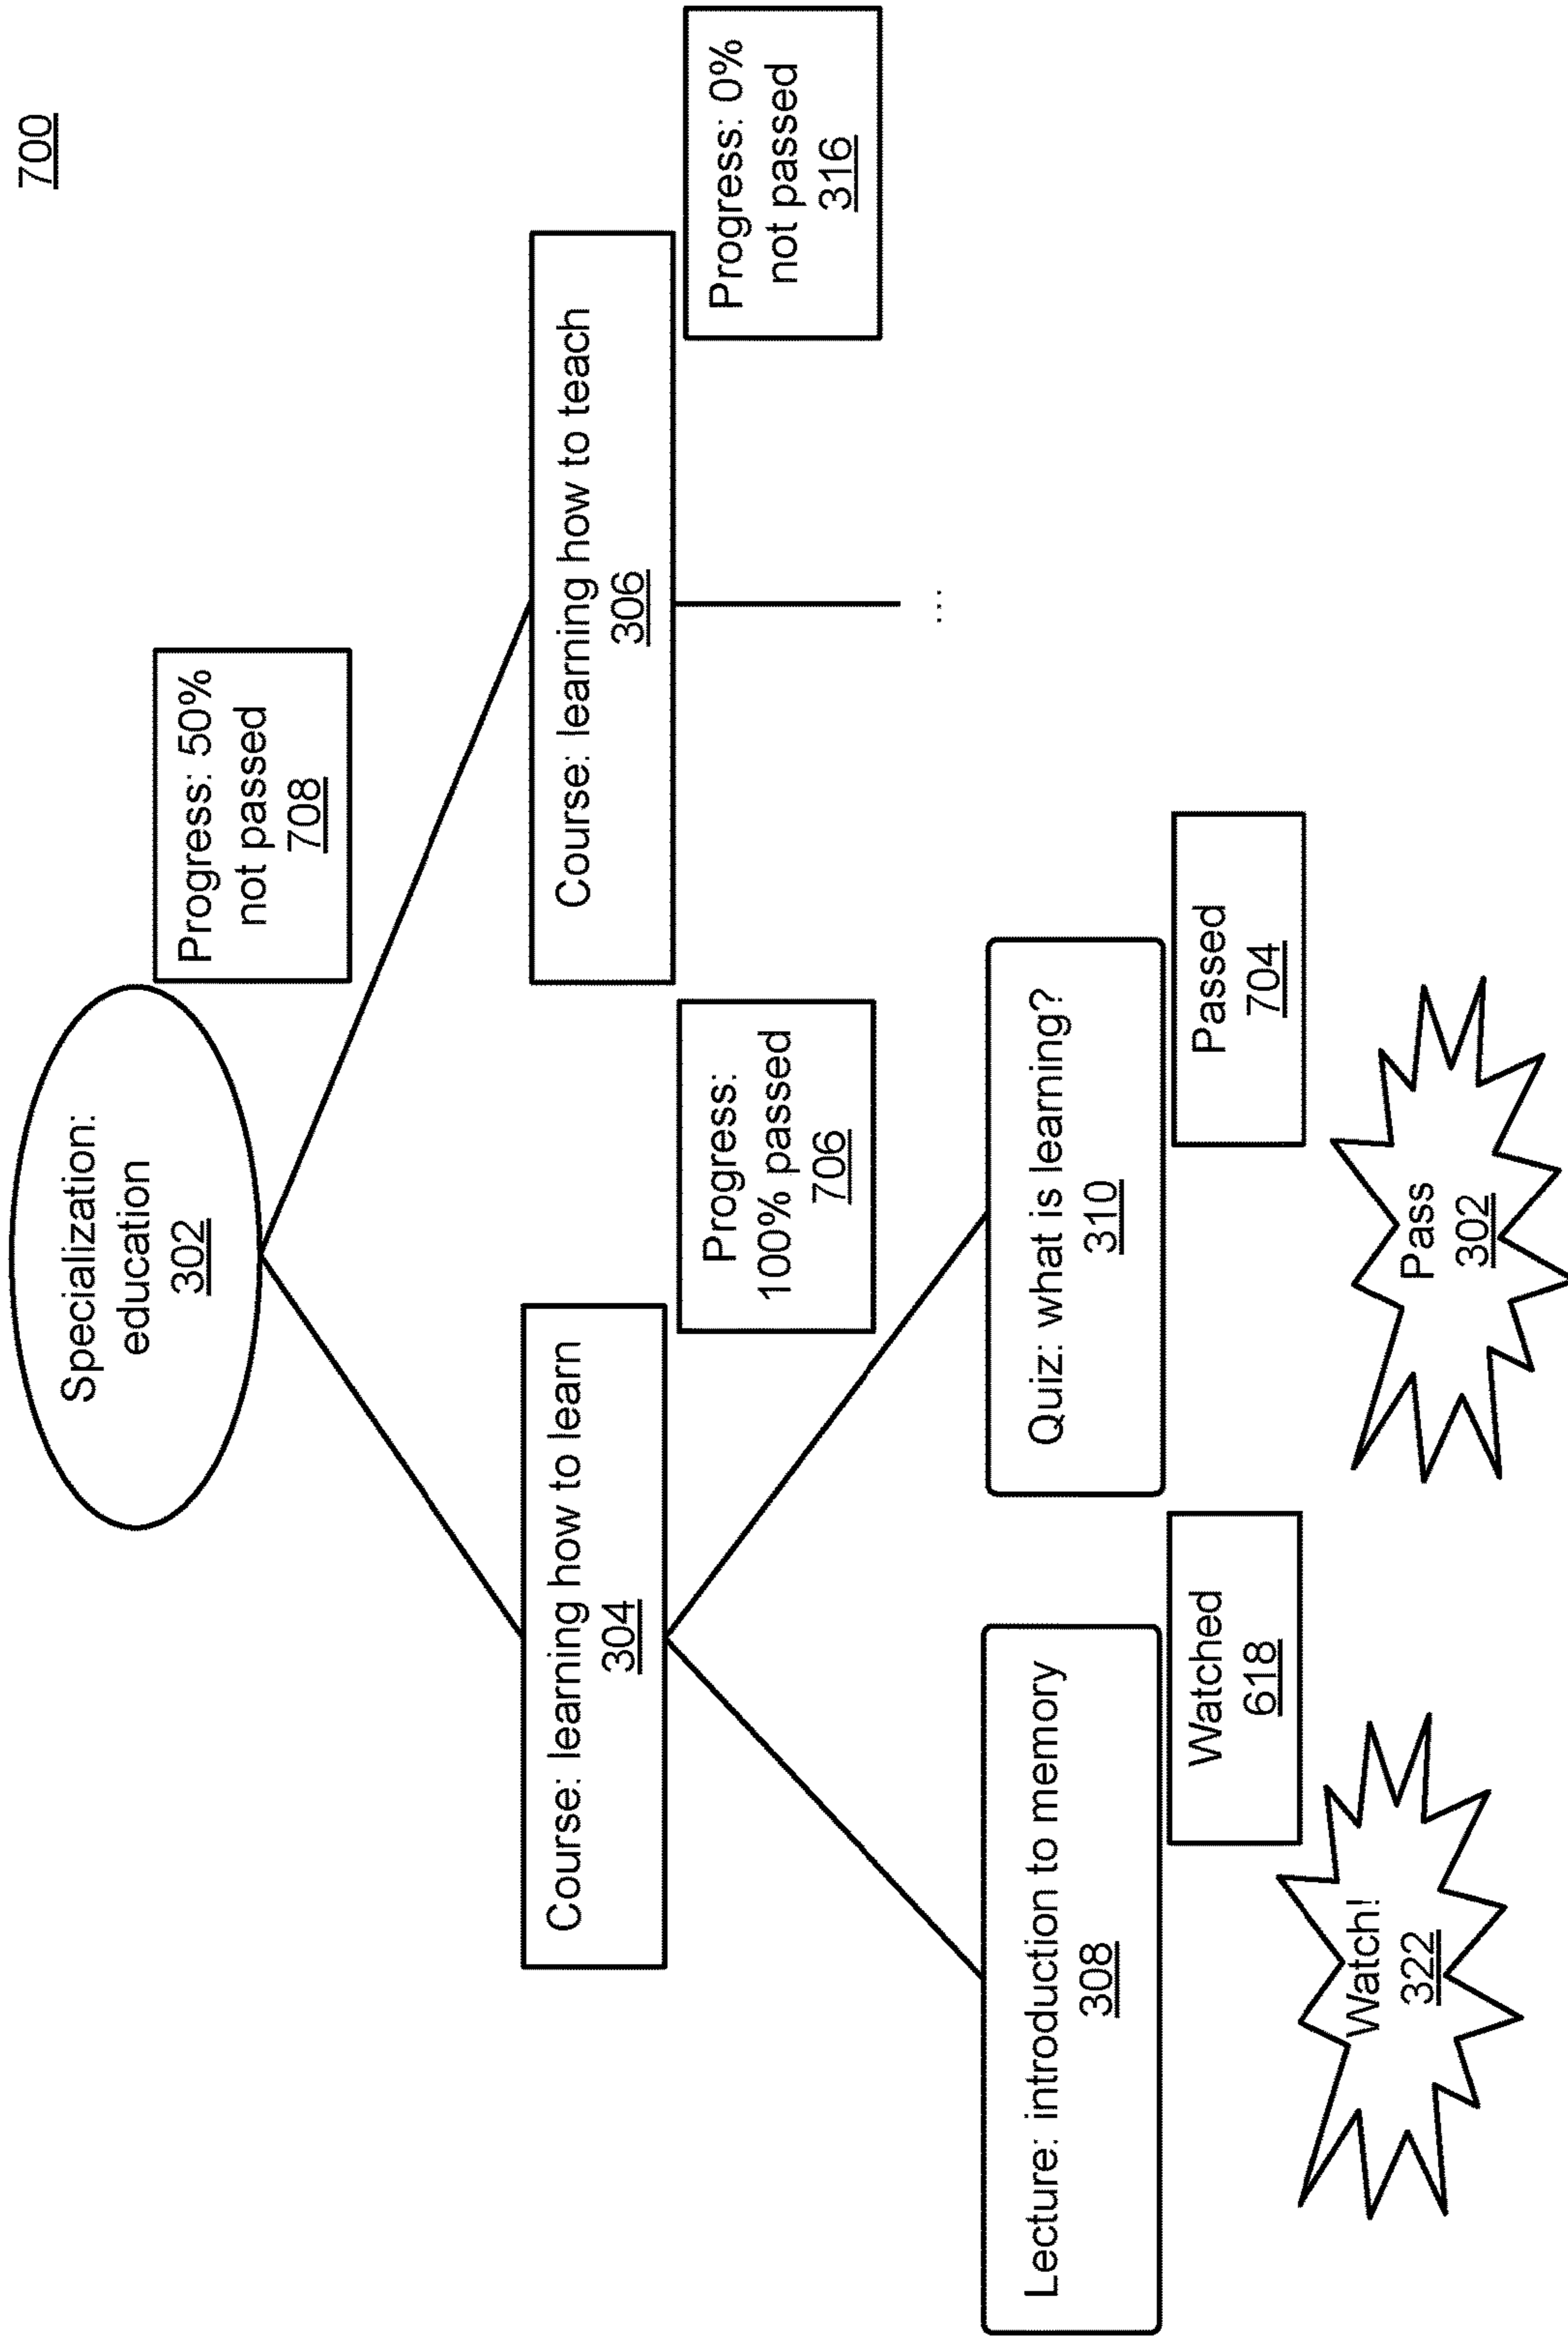 700
Specialization:
education
302
Progress: 50%
not passed
708
Course: learning how to learn
304
Progress:
100% passed
706
Course: learning how to teach
306
Progress: 0%
not passed
316
...
Lecture: introduction to memory
308
Watched
618
Quiz: what is learning?
310
Passed
704
Watch!
322
Pass
302